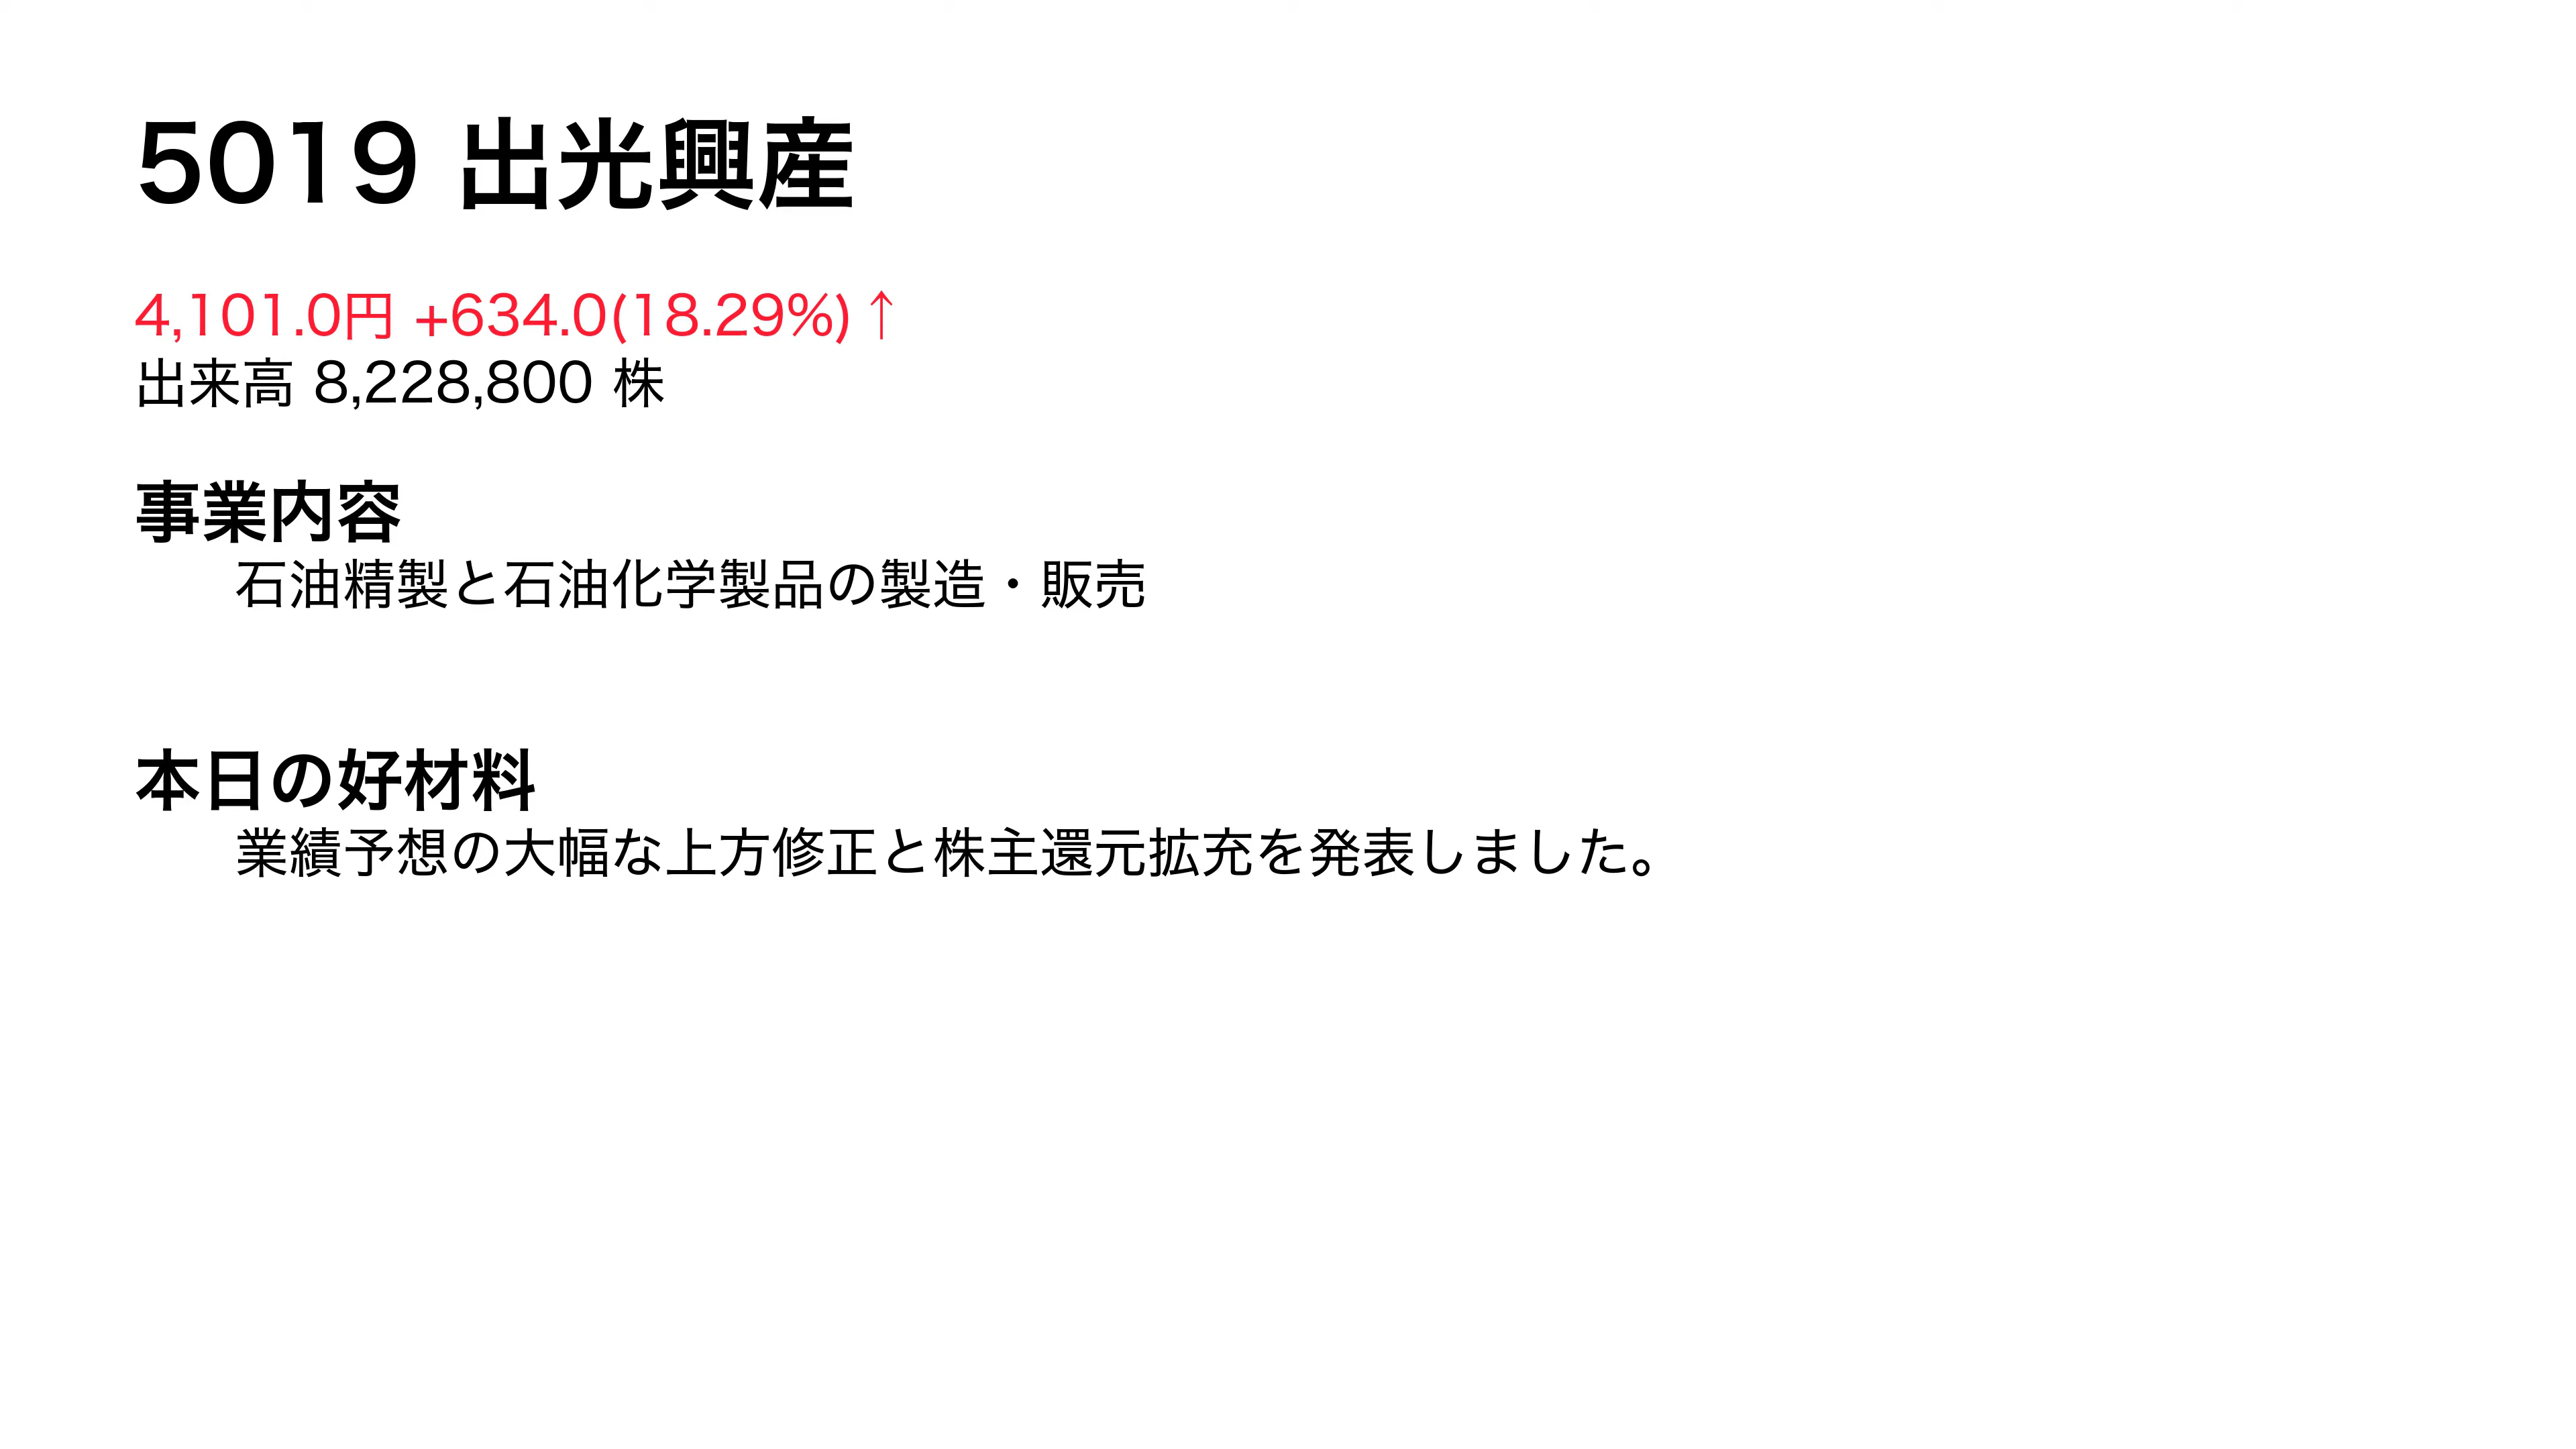 5019 出光興産
4,101.0円 +634.0(18.29%)↑
出来高 8,228,800 株
事業内容
石油精製と石油化学製品の製造・販売
本日の好材料
業績予想の大幅な上方修正と株主還元拡充を発表しました。